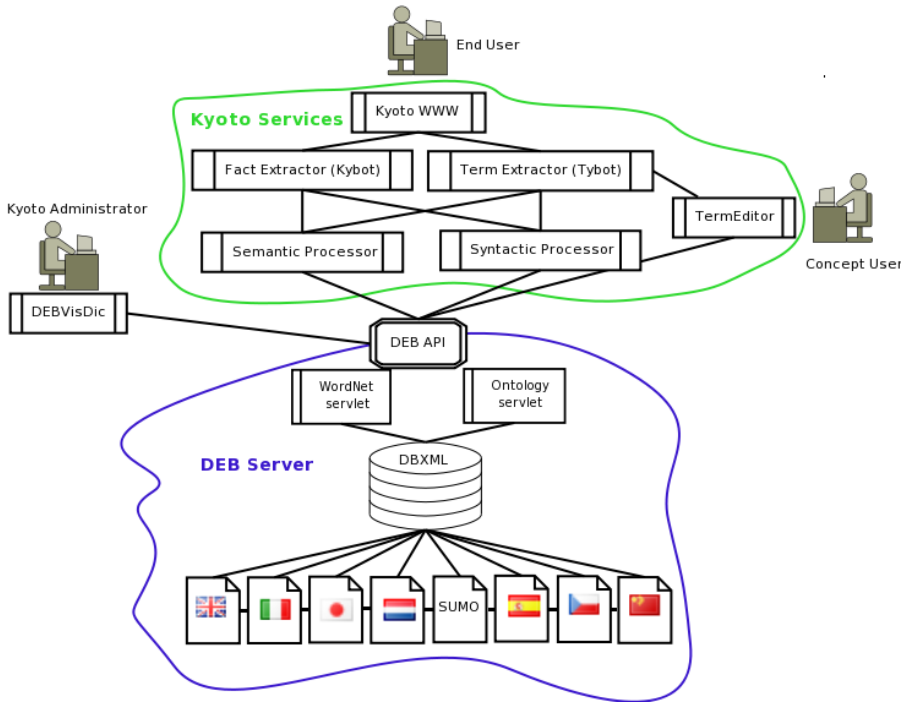 End User
Kyoto WWW
Kyoto Services
Fact Extractor (Kybot)
Term Extractor (Tybot)
Kyoto Administrator
TermEditor
Semantic Processor
Syntactic Processor
Concept User
DEBVisDic
DEB API
WordNet
servlet
Ontology
servlet
DEB Server
DBXML
SUMO